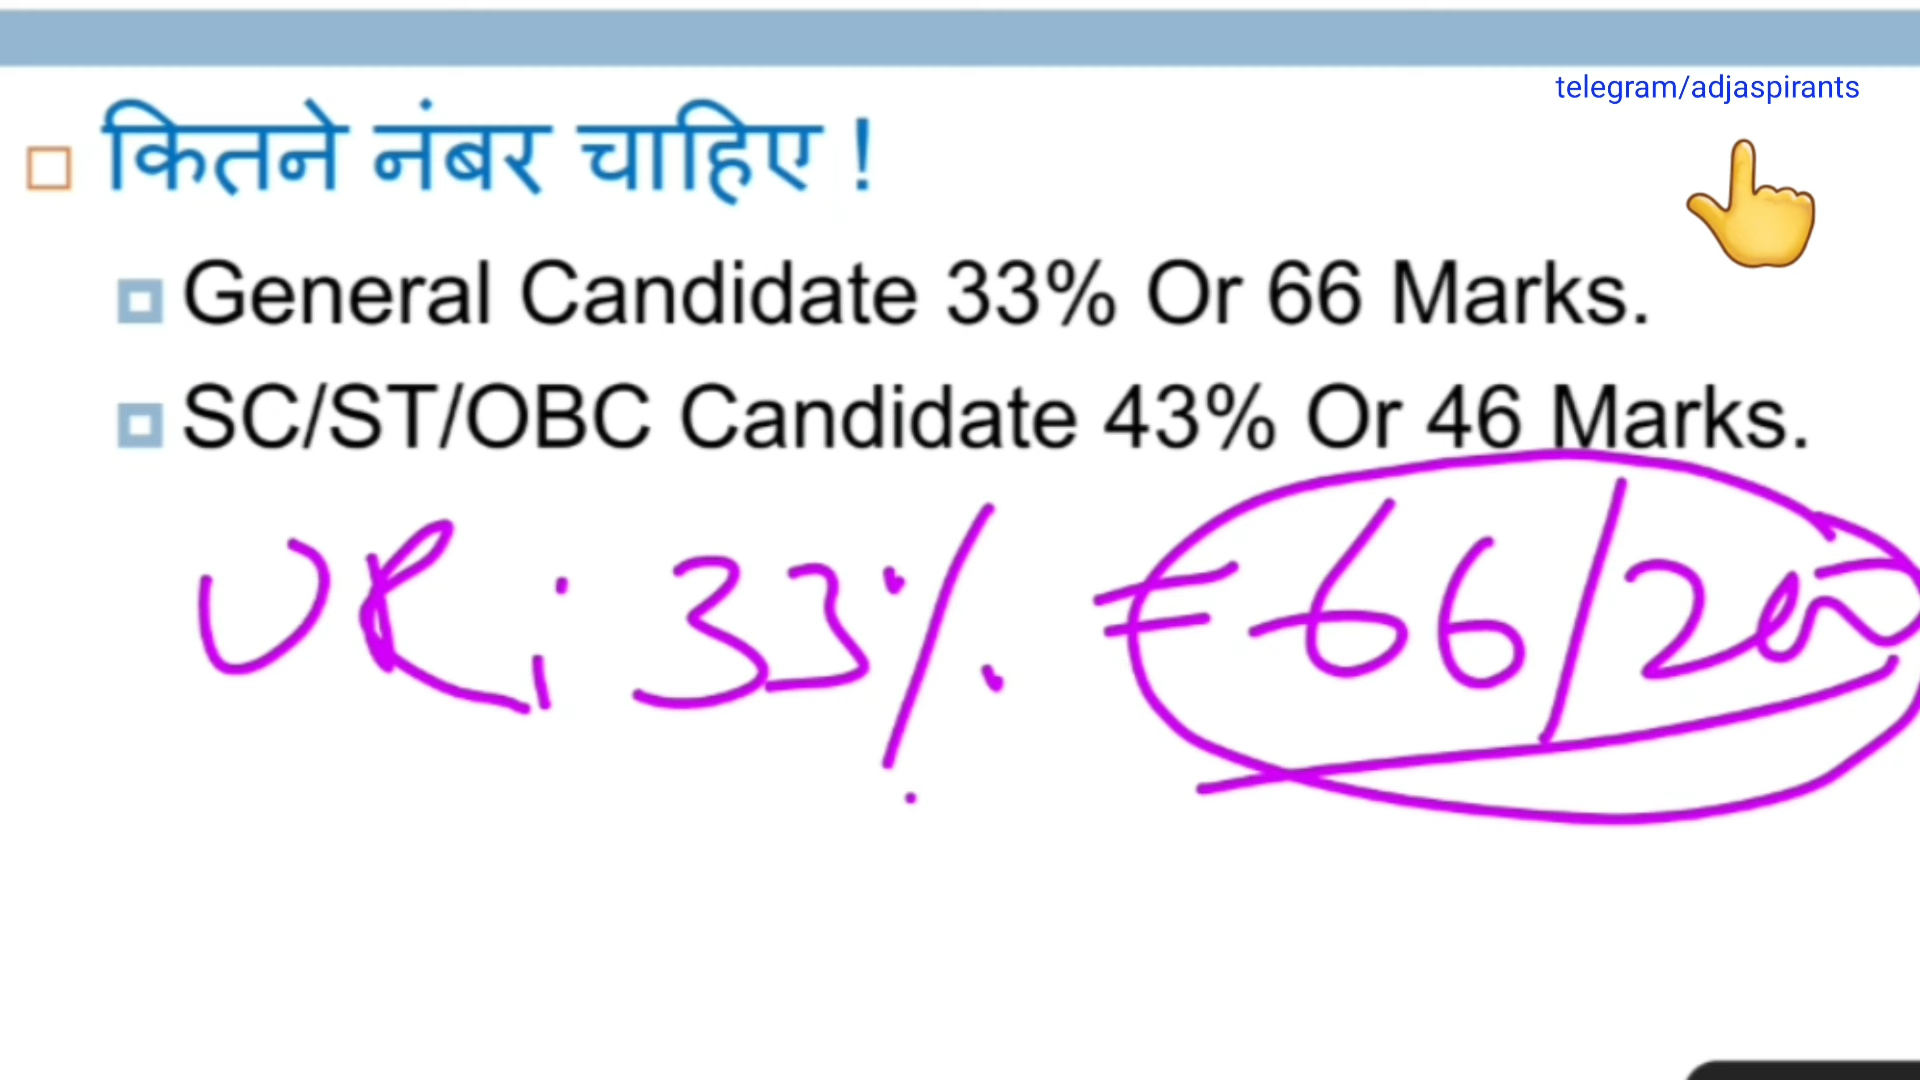 telegram/adjaspirants
कितने नंबर चाहिए !
General Candidate 33% Or 66 Marks.
SC/ST/OBC Candidate 43% Or 46 Marks.
UR; 33% = 66/200